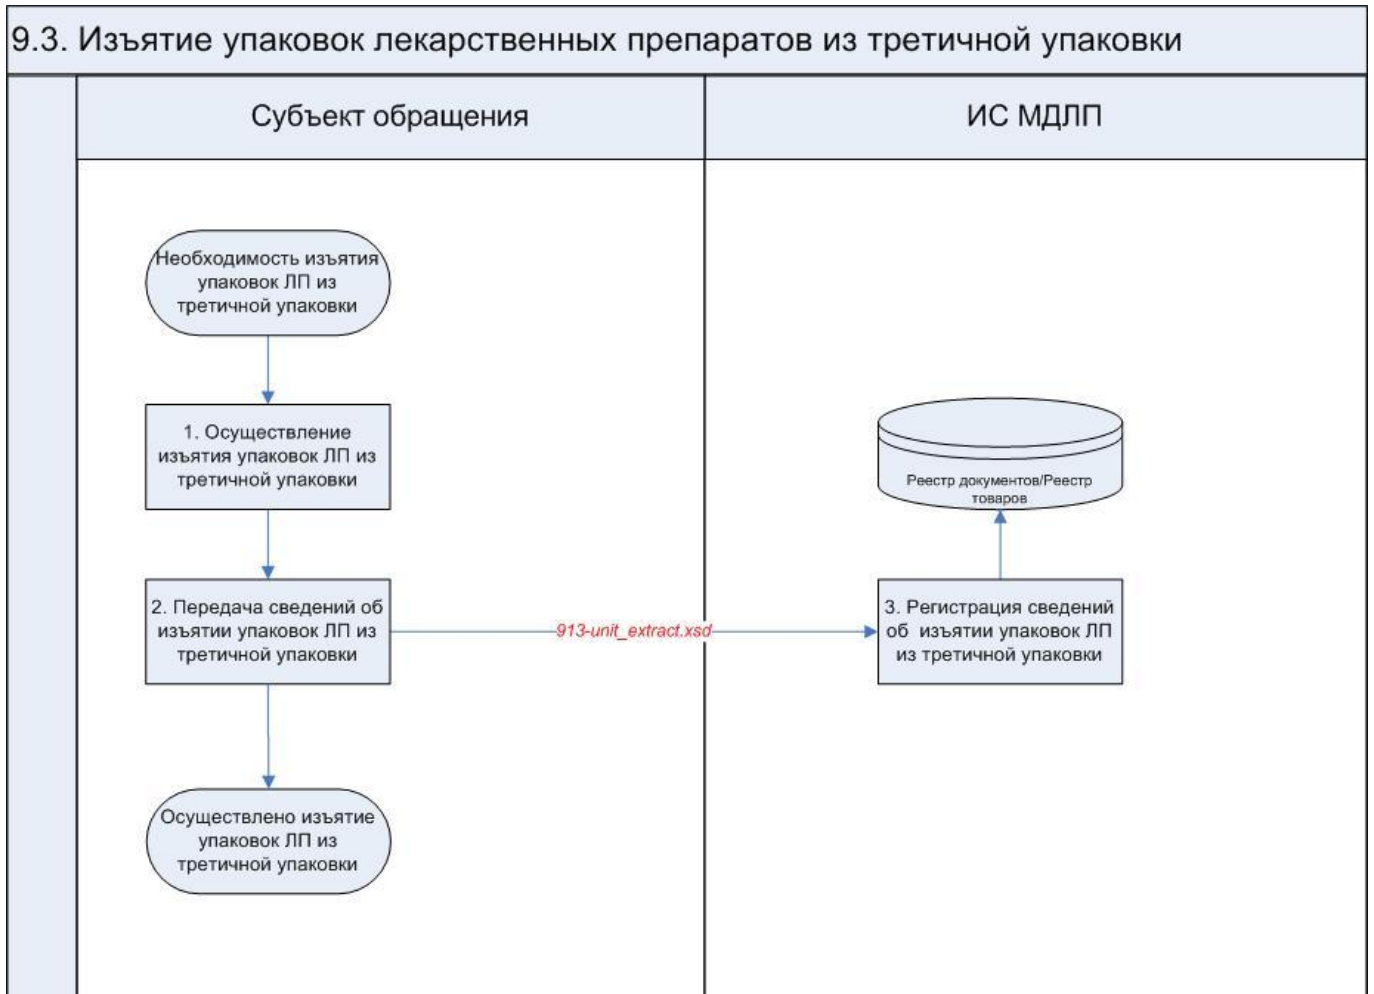 9.3. Изъятие упаковок лекарственных препаратов из третичной упаковки
Субъект обращения
ИС МДЛП
Необходимость изъятия
упаковок ЛП из
третичной упаковки
1. Осуществление
изъятия упаковок ЛП из
третичной упаковки
Реестр документов/Реестр
товаров
2. Передача сведений об
изъятии упаковок ЛП из
третичной упаковки
913-unit_extract.xsd
3. Регистрация сведений
об изъятии упаковок ЛП
из третичной упаковки
Осуществлено изъятие
упаковок ЛП из
третичной упаковки